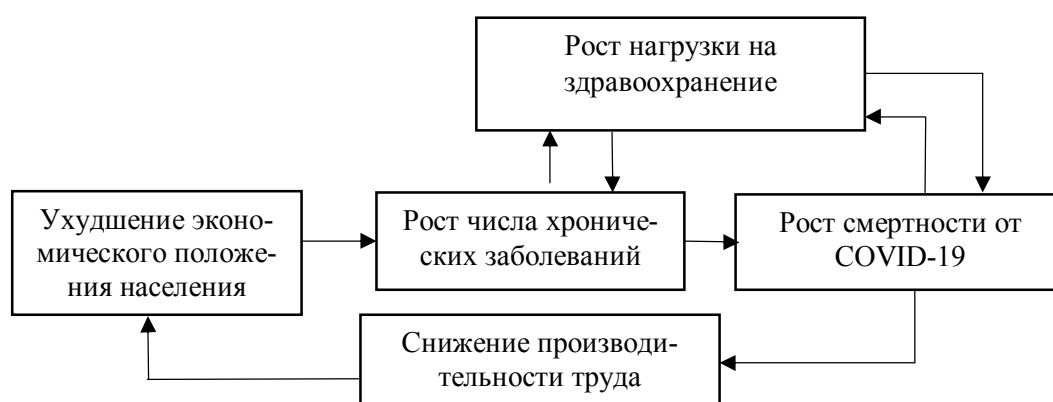 Рост нагрузки на
здравоохранение
Ухудшение эконо-
мического положе-
ния населения
Рост числа хрониче-
ских заболеваний
Рост смертности от
COVID-19
Снижение производи-
тельности труда